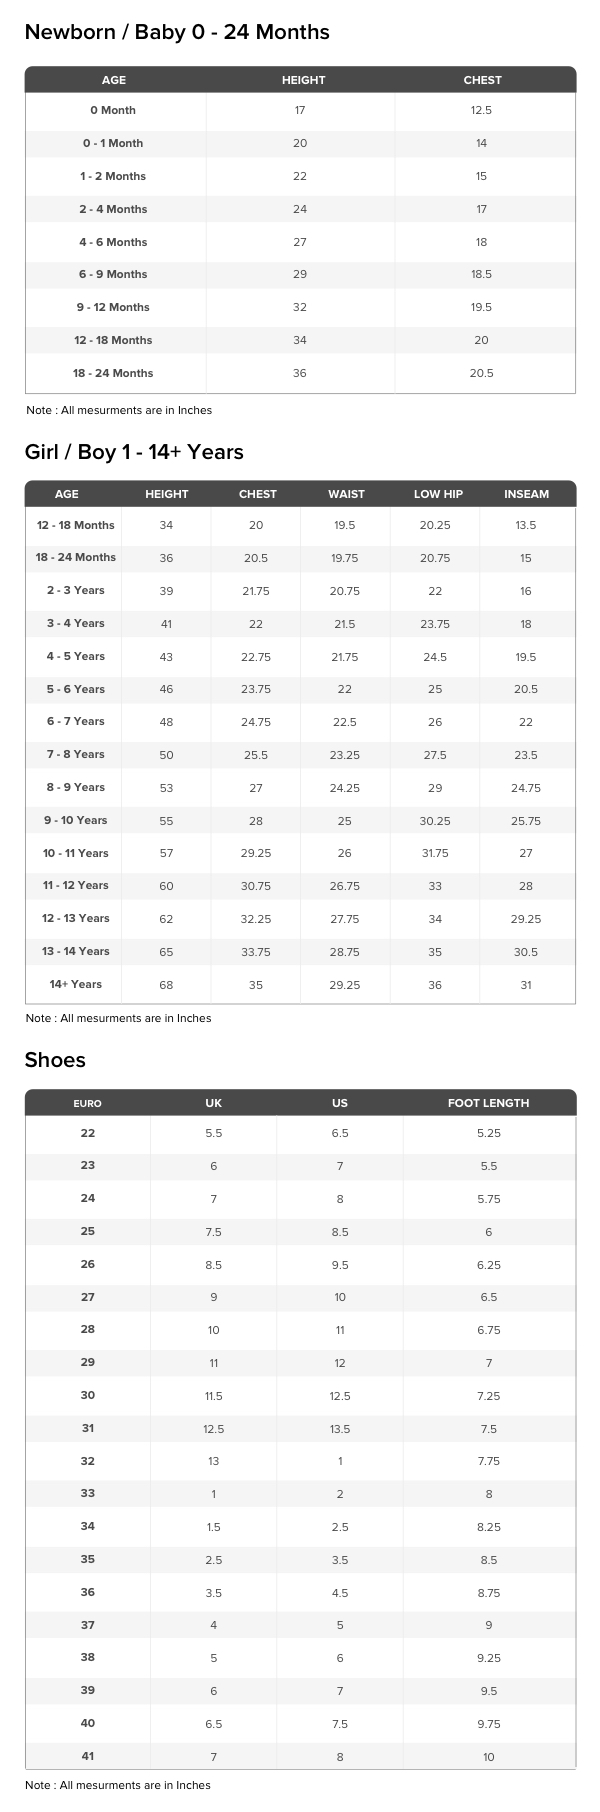 Newborn / Baby 0 - 24 Months
AGE HEIGHT CHEST
0 Month 17 12.5
0 - 1 Month 20 14
1 - 2 Months 22 15
2 - 4 Months 24 17
4 - 6 Months 27 18
6 - 9 Months 29 18.5
9 - 12 Months 32 19.5
12 - 18 Months 34 20
18 - 24 Months 36 20.5
Note : All mesurments are in Inches
Girl / Boy 1 - 14+ Years
AGE HEIGHT CHEST WAIST LOW HIP INSEAM
12 - 18 Months 34 20 19.5 20.25 13.5
18 - 24 Months 36 20.5 19.75 20.75 15
2 - 3 Years 39 21.75 20.75 22 16
3 - 4 Years 41 22 21.5 23.75 18
4 - 5 Years 43 22.75 21.75 24.5 19.5
5 - 6 Years 46 23.75 22 25 20.5
6 - 7 Years 48 24.75 22.5 26 22
7 - 8 Years 50 25.5 23.25 27.5 23.5
8 - 9 Years 53 27 24.25 29 24.75
9 - 10 Years 55 28 25 30.25 25.75
10 - 11 Years 57 29.25 26 31.75 27
11 - 12 Years 60 30.75 26.75 33 28
12 - 13 Years 62 32.25 27.75 34 29.25
13 - 14 Years 65 33.75 28.75 35 30.5
14+ Years 68 35 29.25 36 31
Note : All mesurments are in Inches
Shoes
EURO UK US FOOT LENGTH
22 5.5 6.5 5.25
23 6 7 5.5
24 7 8 5.75
25 7.5 8.5 6
26 8.5 9.5 6.25
27 9 10 6.5
28 10 11 6.75
29 11 12 7
30 11.5 12.5 7.25
31 12.5 13.5 7.5
32 13 1 7.75
33 1 2 8
34 1.5 2.5 8.25
35 2.5 3.5 8.5
36 3.5 4.5 8.75
37 4 5 9
38 5 6 9.25
39 6 7 9.5
40 6.5 7.5 9.75
41 7 8 10
Note : All mesurments are in Inches